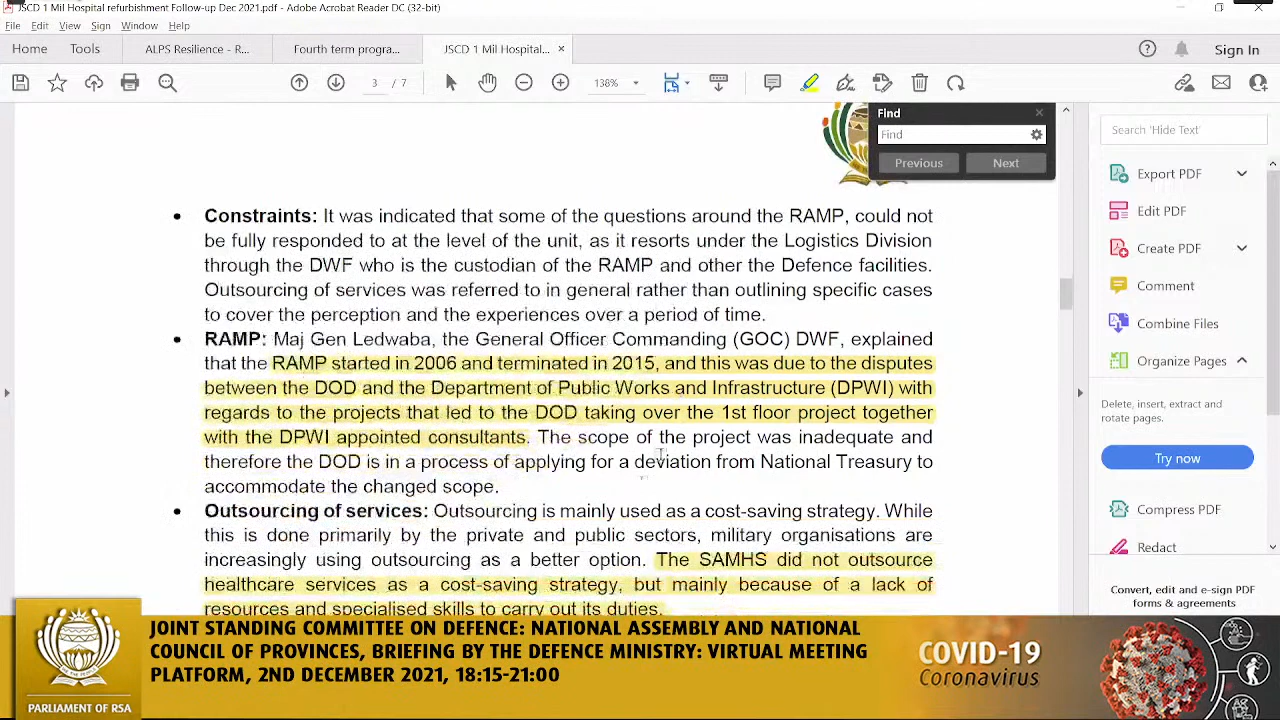 JSCD 1 Mil Hospital refurbishment Follow-up Dec 2021.pdf - Adobe Acrobat Reader DC (32-bit)
File Edit View Sign Window Help
Home Tools ALPS Resilience - R... Fourth term progra... JSCD 1 Mil Hospital... Sign In
3 / 7 138%
Find
Find
Previous Next
Search 'Hide Text'
Export PDF
Edit PDF
Create PDF
Comment
Combine Files
Organize Pages
Delete, insert, extract and
rotate pages.
Try now
Compress PDF
Redact
Convert, edit and e-sign PDF
forms & agreements
• Constraints: It was indicated that some of the questions around the RAMP, could not
be fully responded to at the level of the unit, as it resorts under the Logistics Division
through the DWF who is the custodian of the RAMP and other the Defence facilities.
Outsourcing of services was referred to in general rather than outlining specific cases
to cover the perception and the experiences over a period of time.
• RAMP: Maj Gen Ledwaba, the General Officer Commanding (GOC) DWF, explained
that the RAMP started in 2006 and terminated in 2015, and this was due to the disputes
between the DOD and the Department of Public Works and Infrastructure (DPWI) with
regards to the projects that led to the DOD taking over the 1st floor project together
with the DPWI appointed consultants. The scope of the project was inadequate and
therefore the DOD is in a process of applying for a deviation from National Treasury to
accommodate the changed scope.
• Outsourcing of services: Outsourcing is mainly used as a cost-saving strategy. While
this is done primarily by the private and public sectors, military organisations are
increasingly using outsourcing as a better option. The SAMHS did not outsource
healthcare services as a cost-saving strategy, but mainly because of a lack of
resources and specialised skills to carry out its duties.
JOINT STANDING COMMITTEE ON DEFENCE: NATIONAL ASSEMBLY AND NATIONAL
COUNCIL OF PROVINCES, BRIEFING BY THE DEFENCE MINISTRY: VIRTUAL MEETING
PLATFORM, 2ND DECEMBER 2021, 18:15-21:00
PARLIAMENT OF RSA
COVID-19
Coronavirus